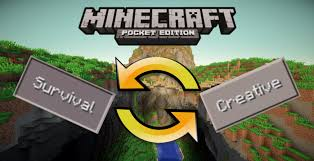 MINECRAFT
POCKET EDITION
Survival
Creative